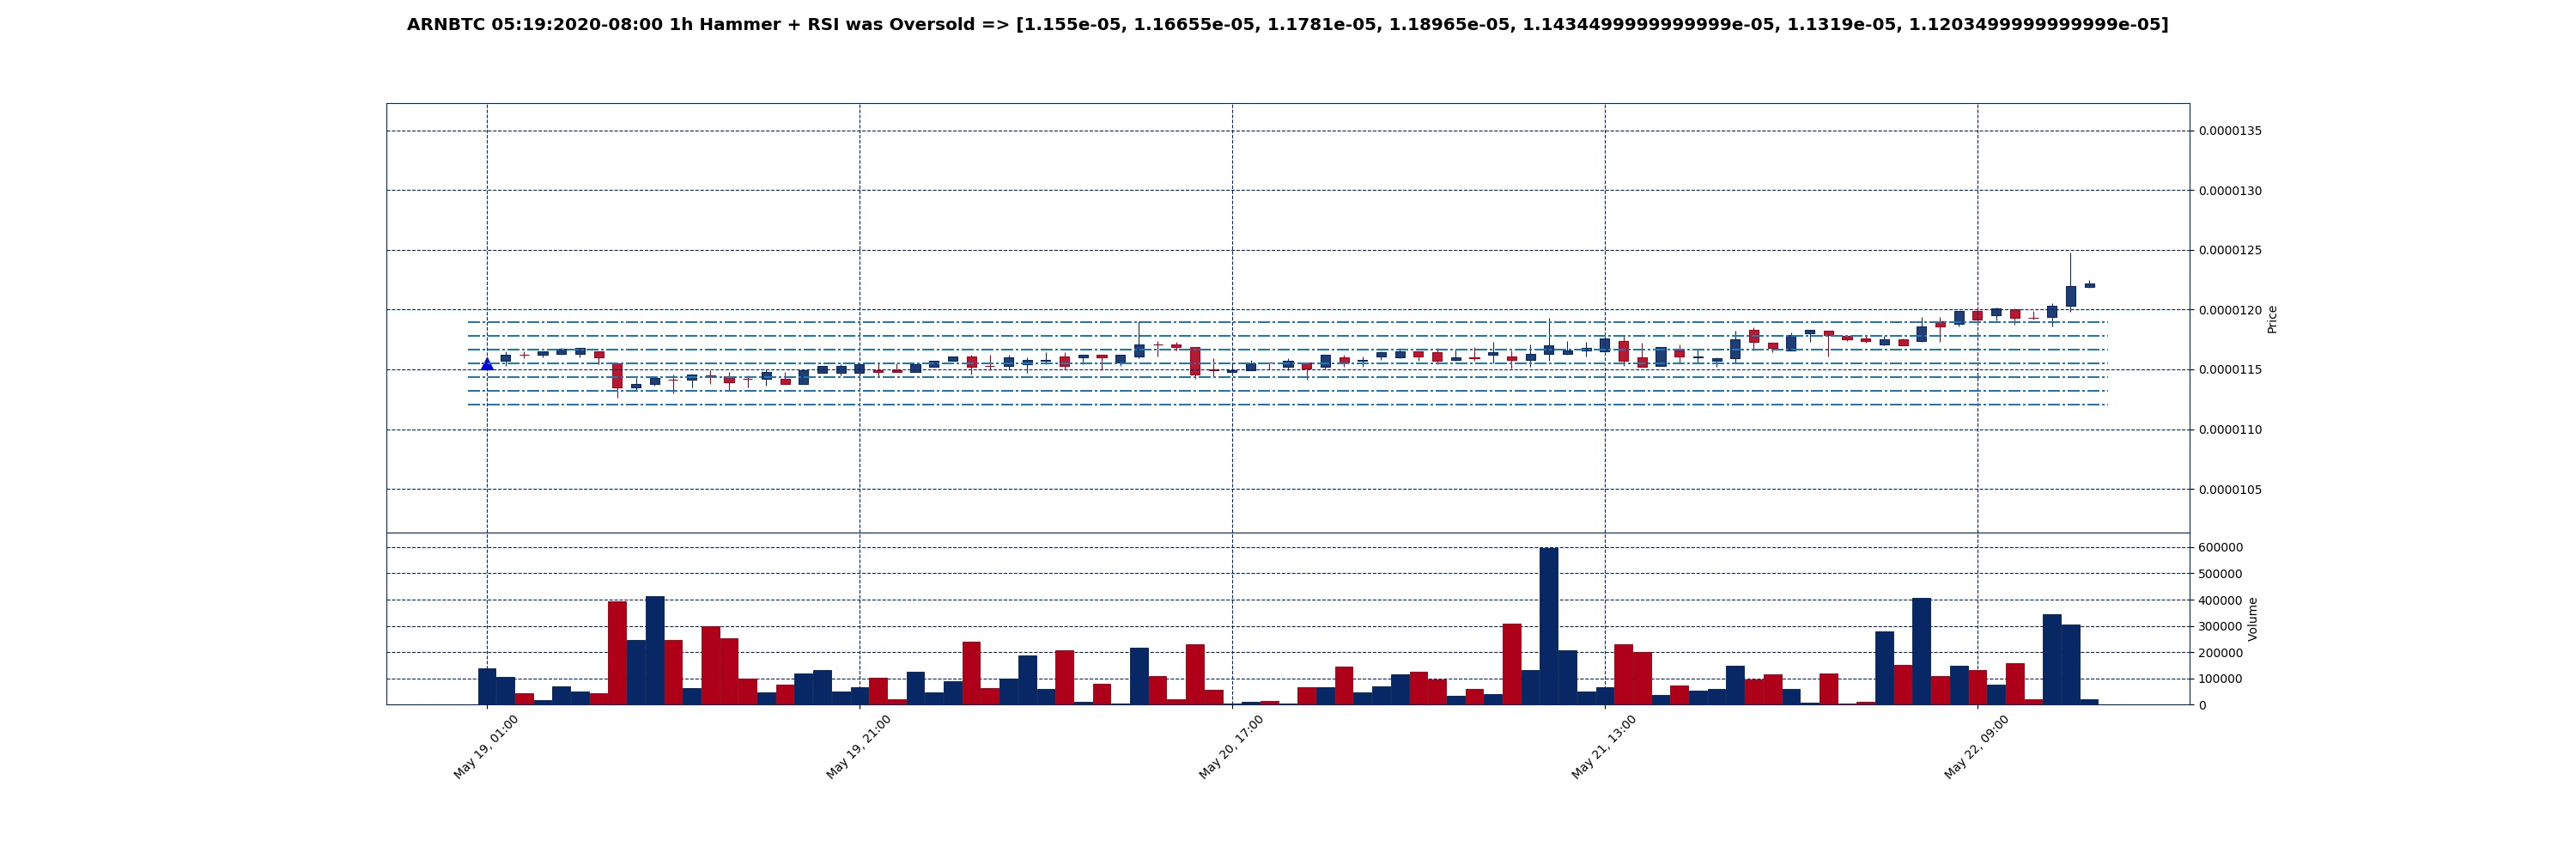 ARNBTC 05:19:2020-08:00 1h Hammer + RSI was Oversold => [1.155e-05, 1.16655e-05, 1.1781e-05, 1.18965e-05, 1.1434499999999999e-05, 1.1319e-05, 1.1203499999999999e-05]
0.0000135
0.0000130
0.0000125
0.0000120
0.0000115
0.0000110
0.0000105
Price
600000
500000
400000
300000
200000
100000
0
Volume
May 19, 01:00
May 19, 21:00
May 20, 17:00
May 21, 13:00
May 22, 09:00